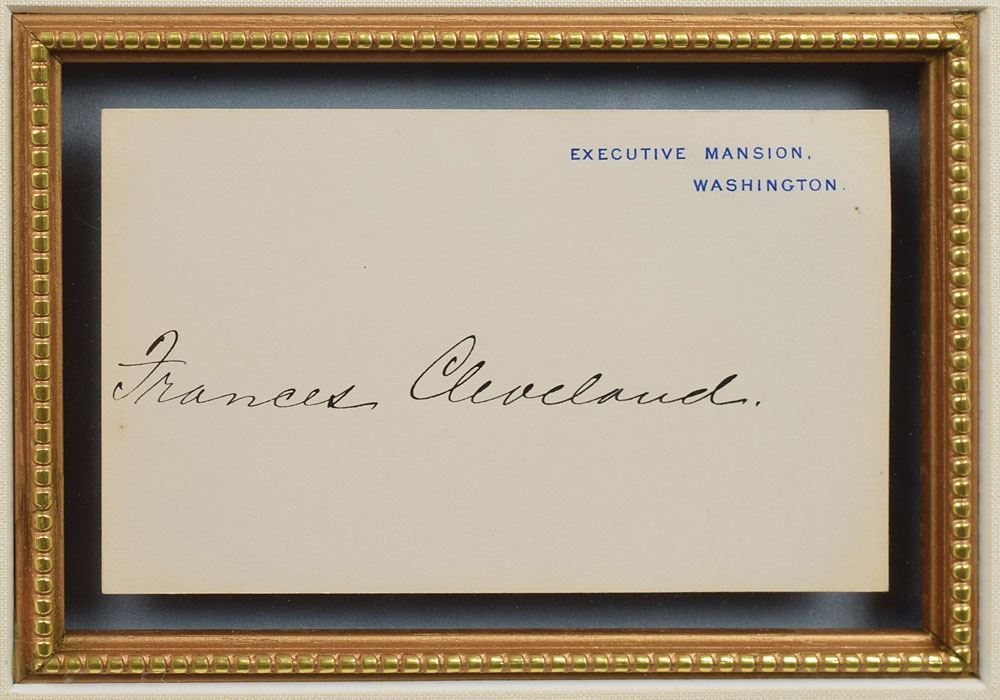 EXECUTIVE MANSION,
WASHINGTON.
Frances Cleveland.